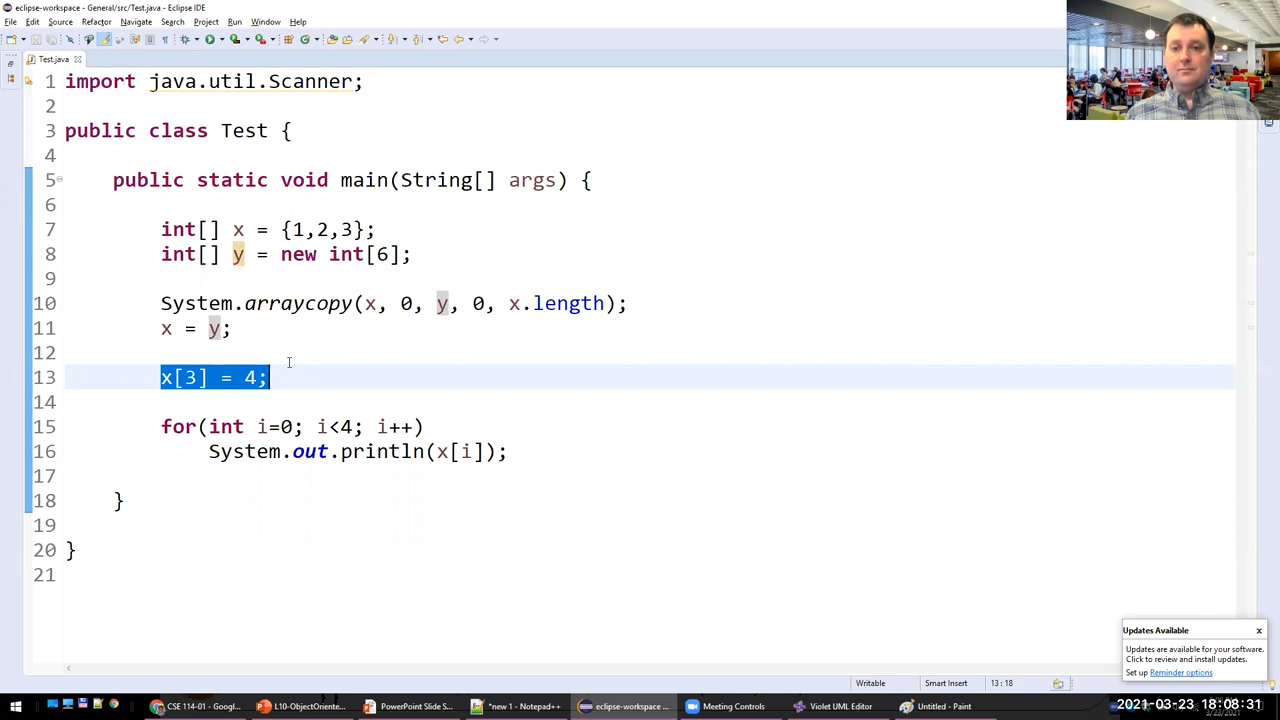 eclipse-workspace - General/src/Test.java - Eclipse IDE
File Edit Source Refactor Navigate Search Project Run Window Help
Test.java
1 import java.util.Scanner;
2
3 public class Test {
4
5 public static void main(String[] args) {
6
7 int[] x = {1,2,3};
8 int[] y = new int[6];
9
10 System.arraycopy(x, 0, y, 0, x.length);
11 x = y;
12
13 x[3] = 4;
14
15 for(int i=0; i<4; i++)
16 System.out.println(x[i]);
17
18 }
19
20 }
21
Updates Available
Updates are available for your software.
Click to review and install updates.
Set up Reminder options
Writable Smart Insert 13 : 18
CSE 114-01 - Googl... L10-ObjectOriente... PowerPoint Slide S... *new 1 - Notepad++ eclipse-workspace ... Meeting Controls Violet UML Editor Untitled - Paint
2021-03-23 18:08:31